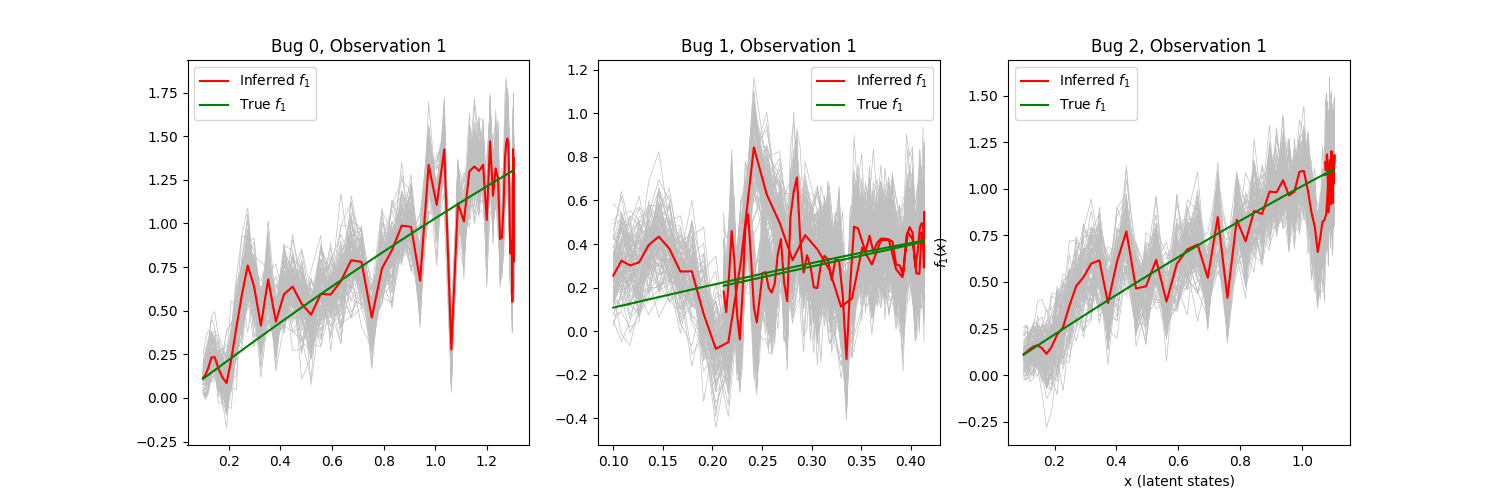 Bug 0, Observation 1
Inferred f₁
True f₁
1.75
1.50
1.25
1.00
0.75
0.50
0.25
0.00
−0.25
0.2 0.4 0.6 0.8 1.0 1.2
Bug 1, Observation 1
Inferred f₁
True f₁
1.2
1.0
0.8
0.6
0.4
0.2
0.0
−0.2
−0.4
0.10 0.15 0.20 0.25 0.30 0.35 0.40
Bug 2, Observation 1
Inferred f₁
True f₁
f₁(x)
1.50
1.25
1.00
0.75
0.50
0.25
0.00
−0.25
0.2 0.4 0.6 0.8 1.0
x (latent states)